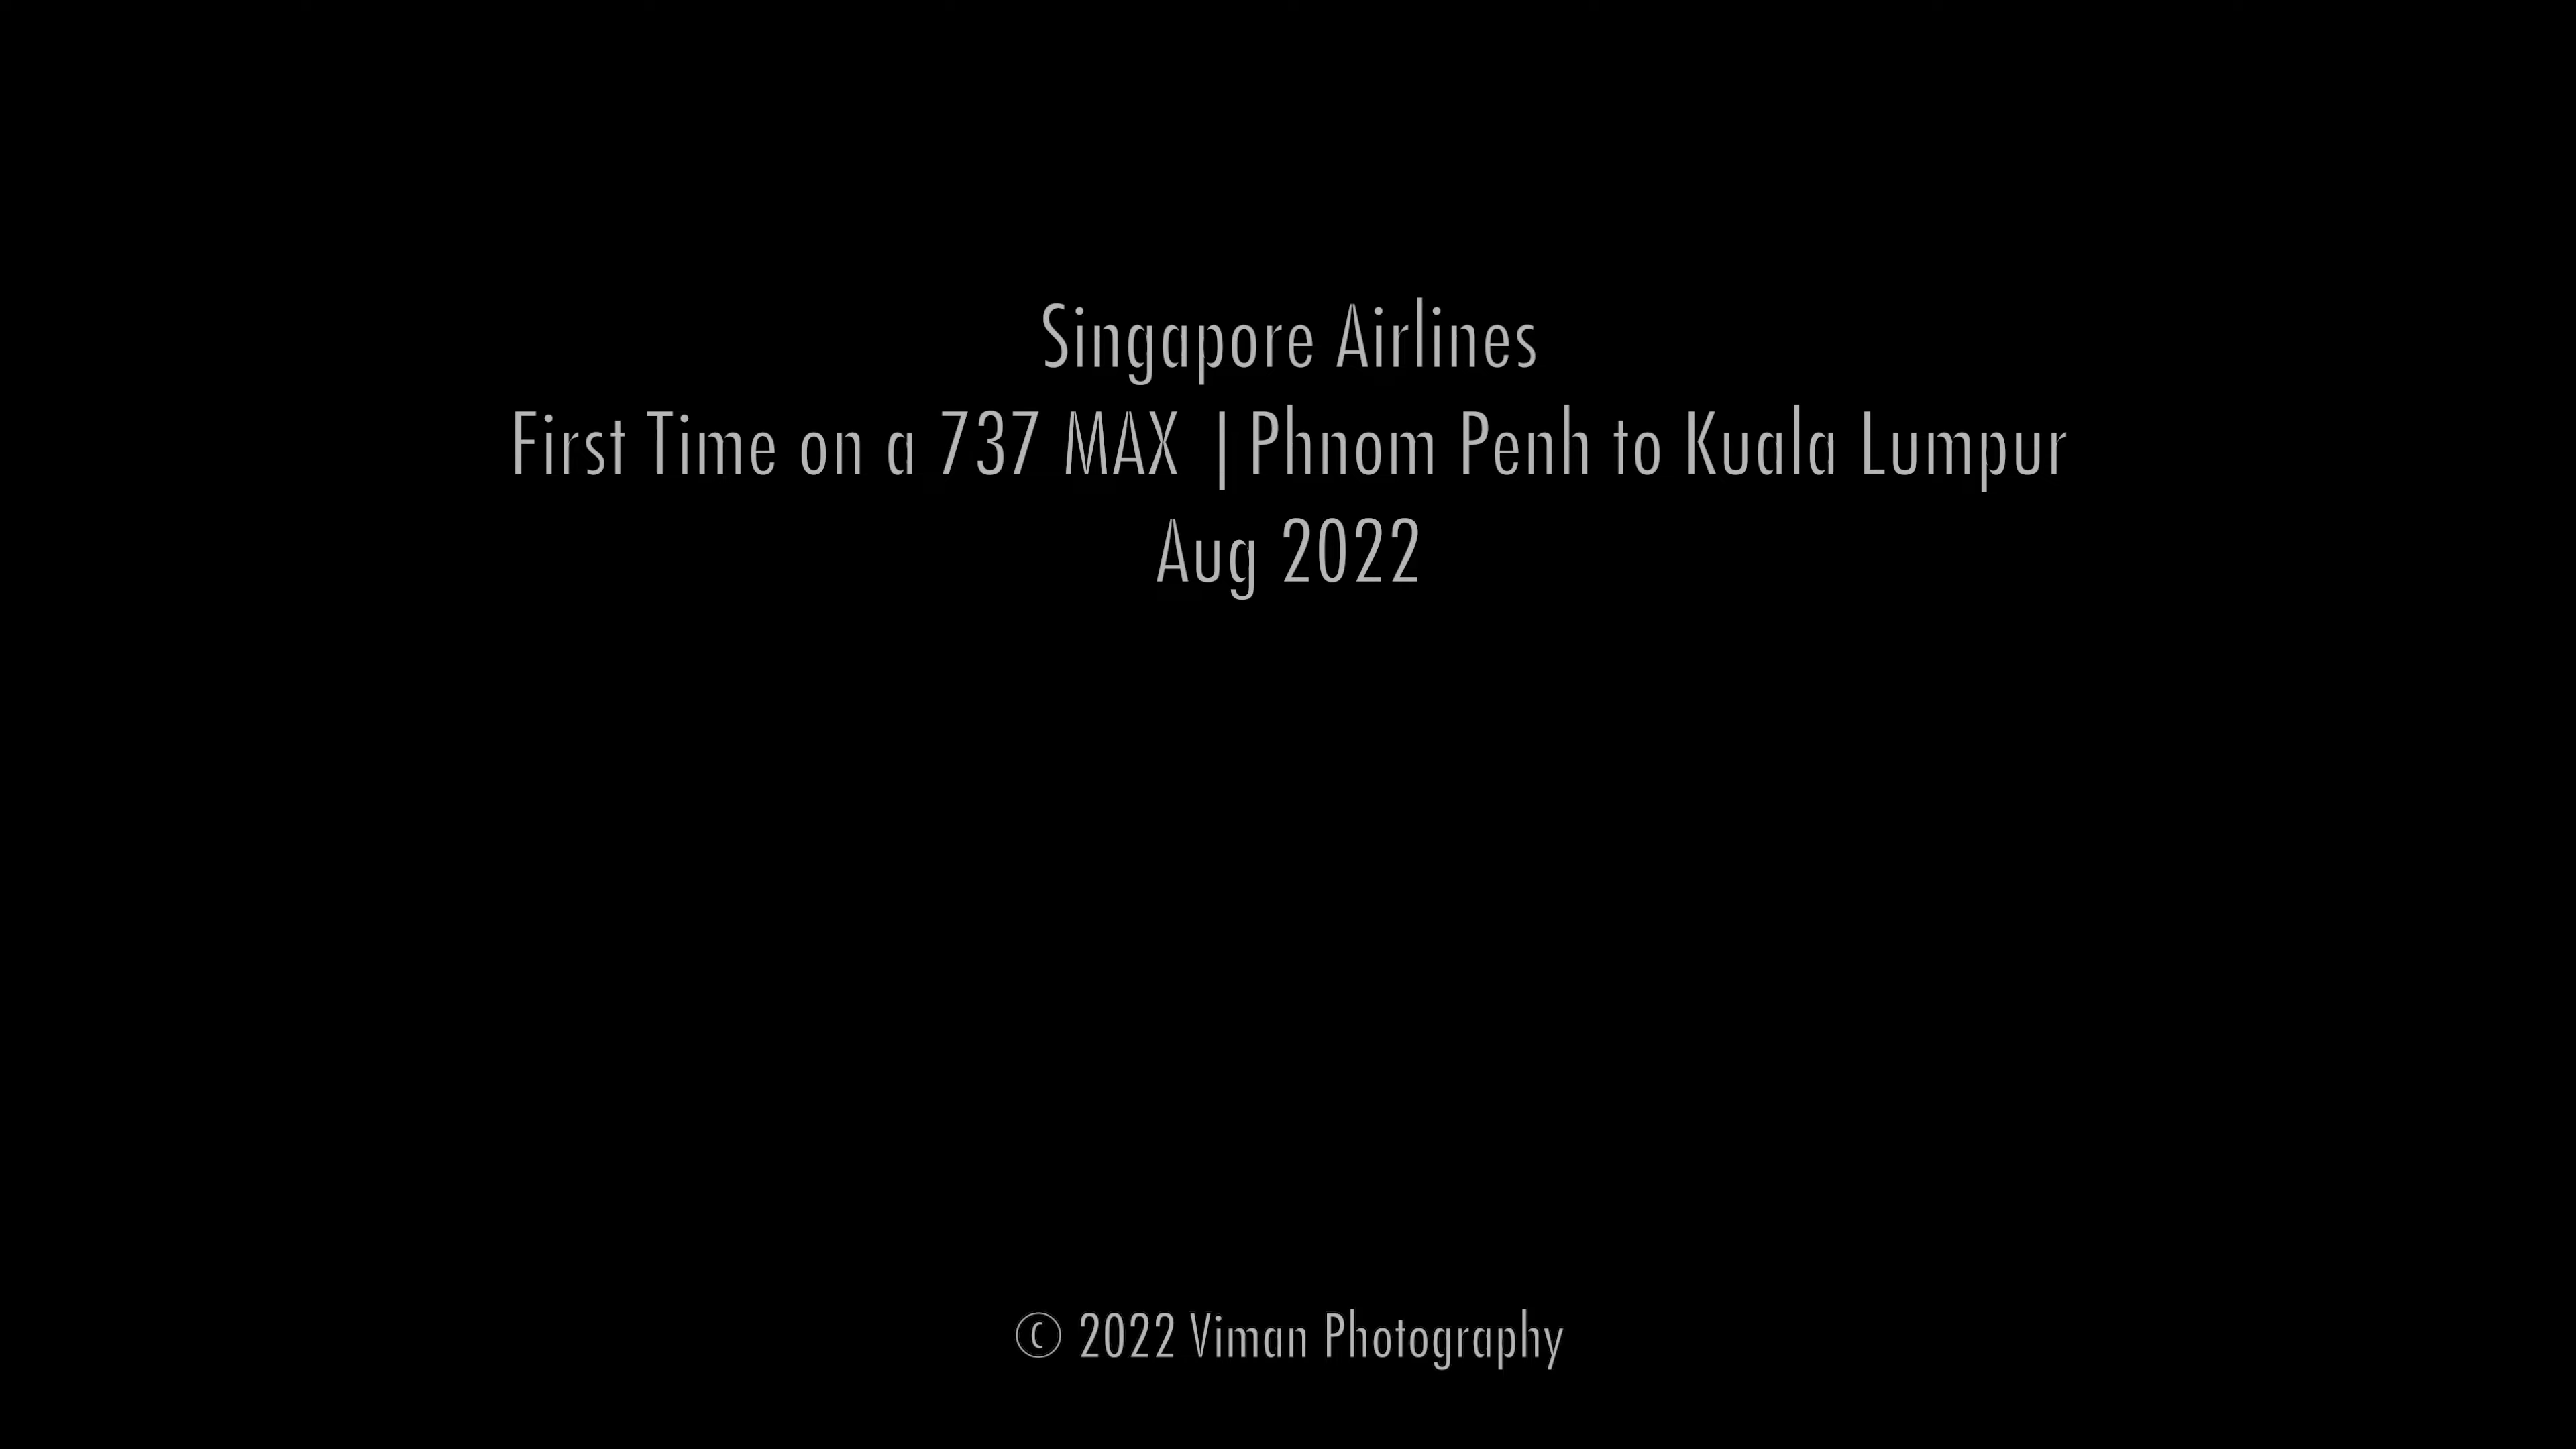 Singapore Airlines
First Time on a 737 MAX | Phnom Penh to Kuala Lumpur
Aug 2022
© 2022 Viman Photography